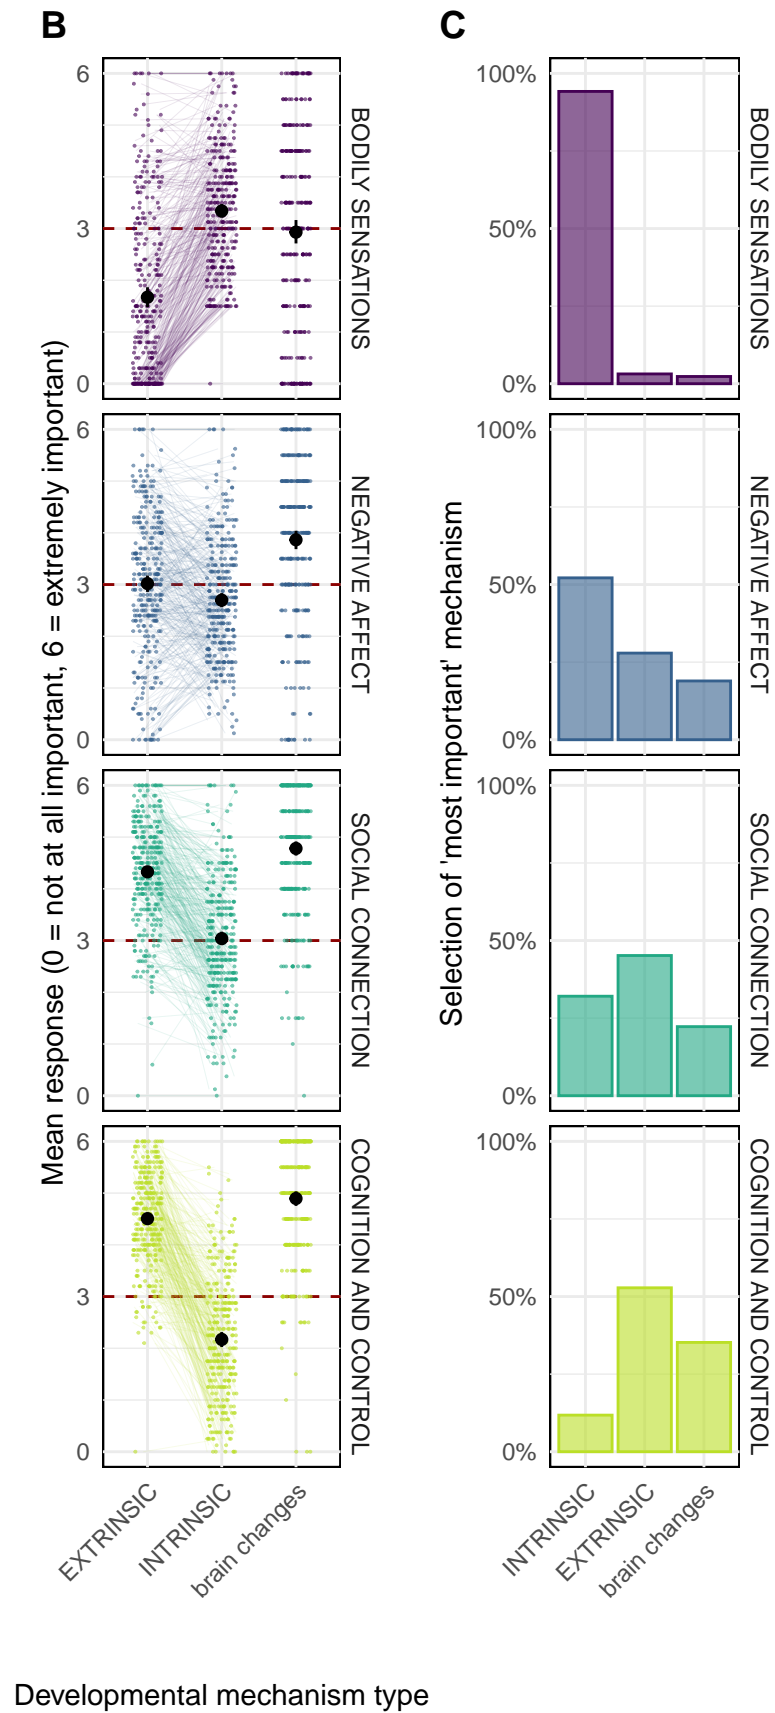 B
C
Mean response (0 = not at all important, 6 = extremely important)
6
3
0
BODILY SENSATIONS
6
3
0
NEGATIVE AFFECT
6
3
0
SOCIAL CONNECTION
6
3
0
COGNITION AND CONTROL
EXTRINSIC
INTRINSIC
brain changes
Selection of 'most important' mechanism
100%
50%
0%
BODILY SENSATIONS
100%
50%
0%
NEGATIVE AFFECT
100%
50%
0%
SOCIAL CONNECTION
100%
50%
0%
COGNITION AND CONTROL
INTRINSIC
EXTRINSIC
brain changes
Developmental mechanism type